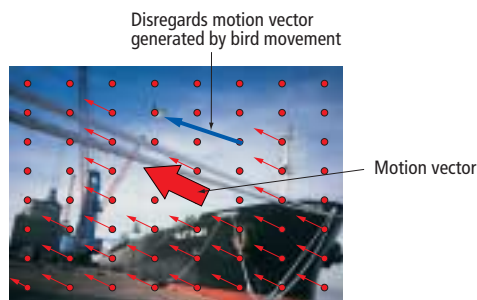 Disregards motion vector
generated by bird movement
Motion vector